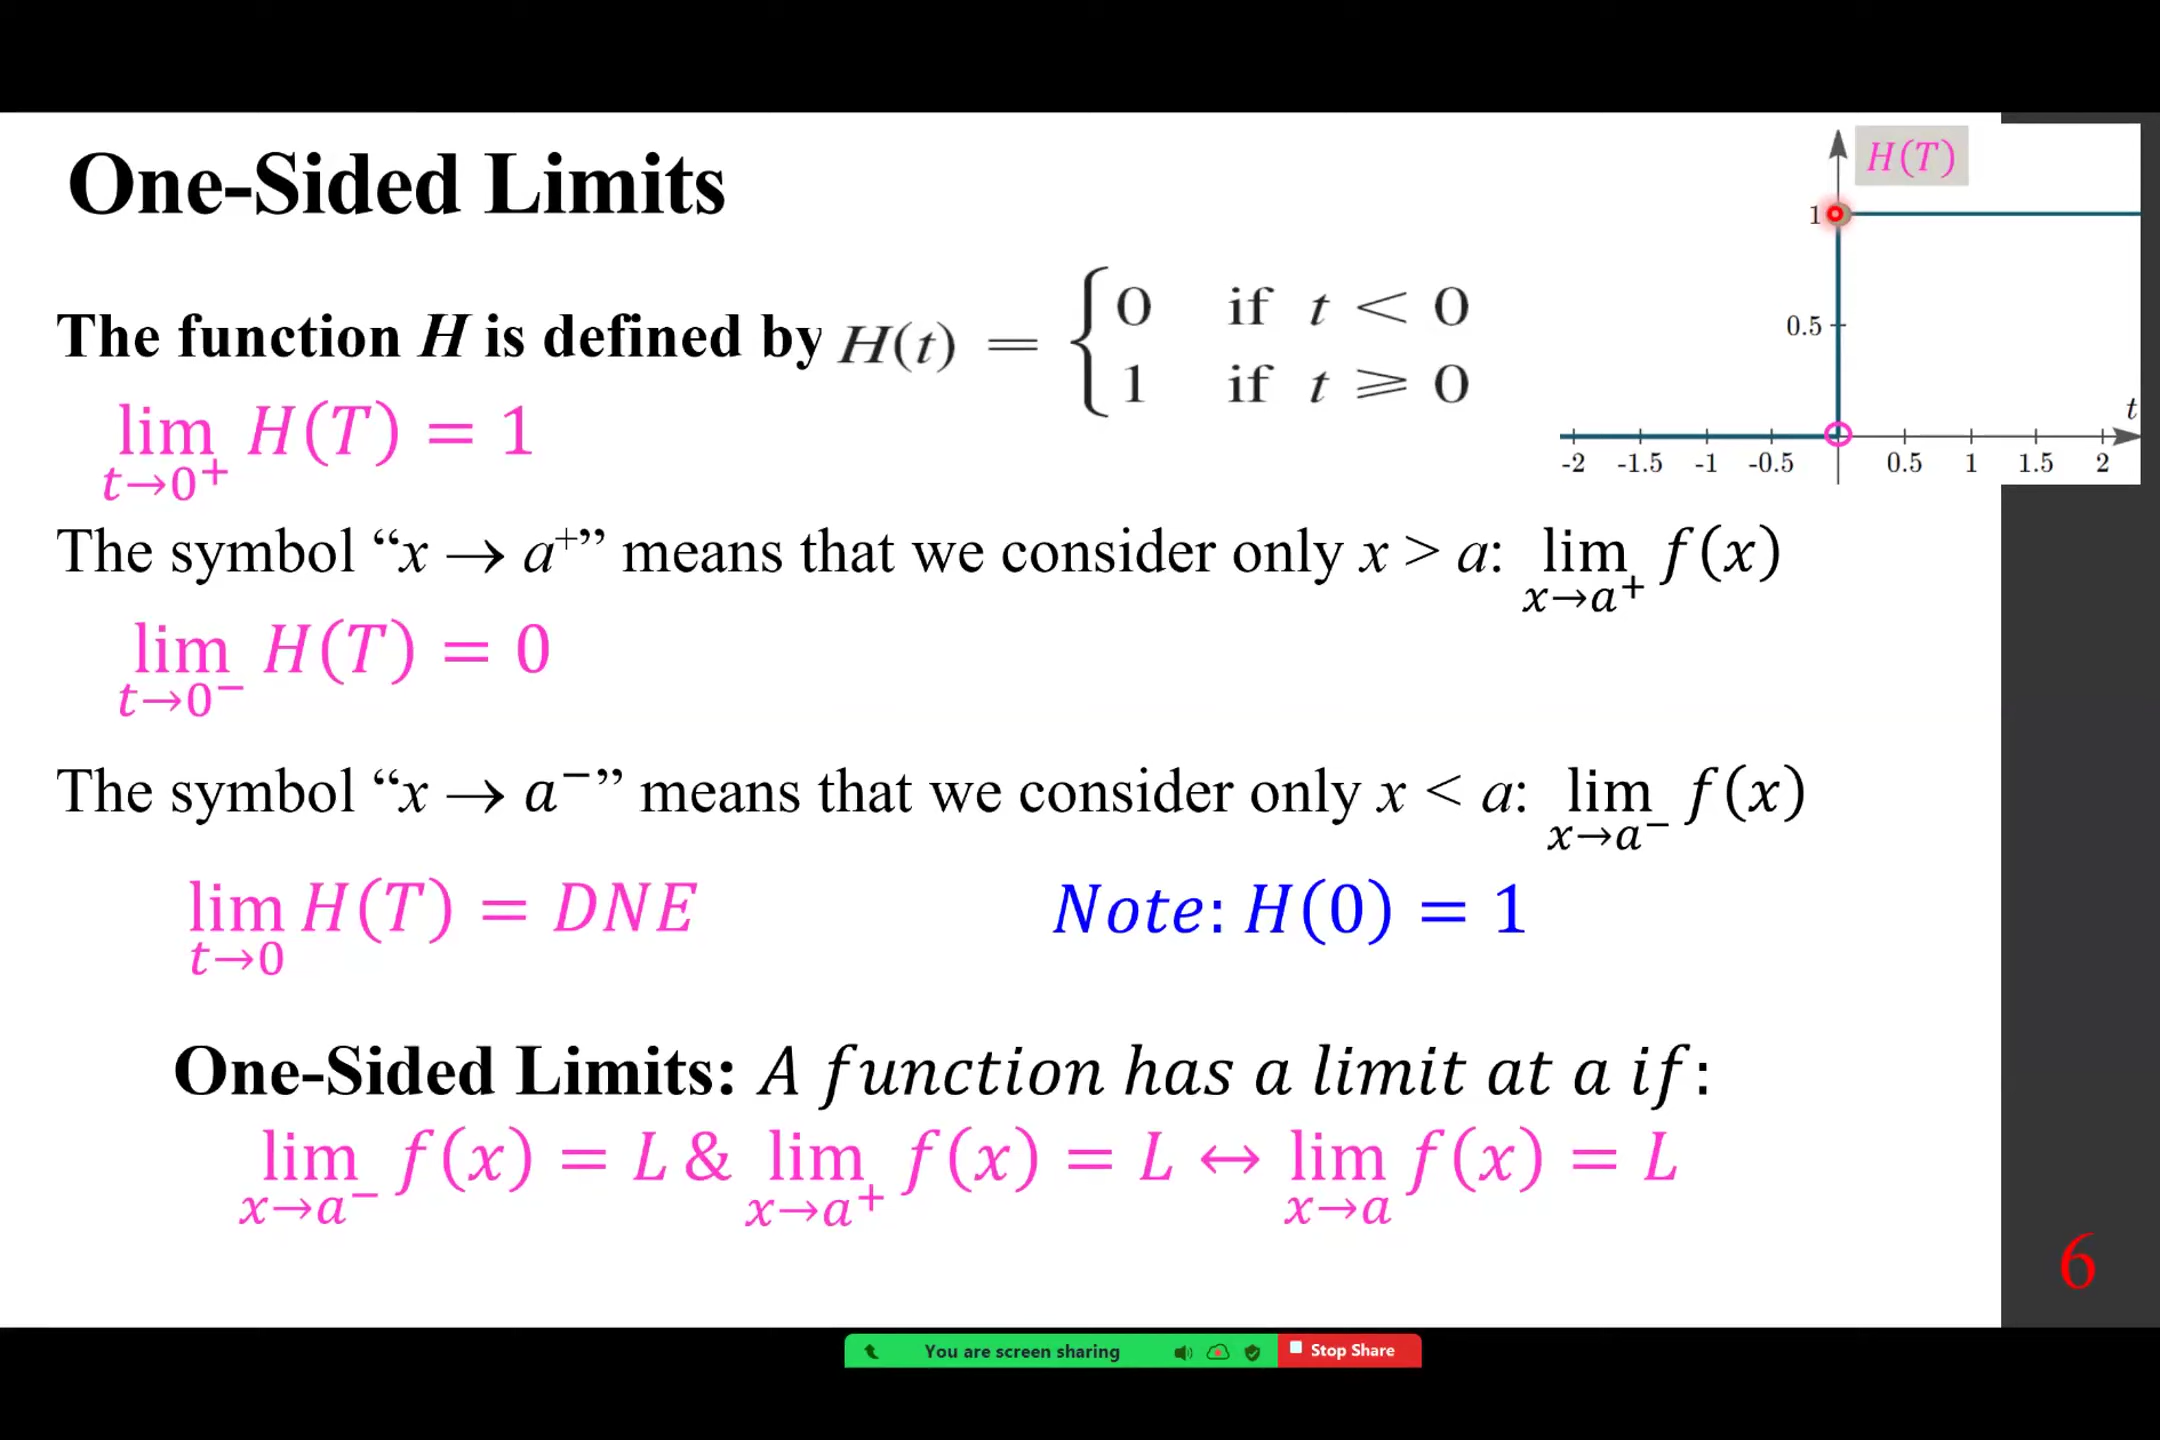 One-Sided Limits
H(T)
1
0.5
t
-2 -1.5 -1 -0.5 0.5 1 1.5 2
The function H is defined by H(t) = { 0 if t < 0
1 if t ⩾ 0
lim t→0⁺ H(T) = 1
The symbol “x → a⁺” means that we consider only x > a: lim x→a⁺ f(x)
lim t→0⁻ H(T) = 0
The symbol “x → a⁻” means that we consider only x < a: lim x→a⁻ f(x)
lim t→0 H(T) = DNE Note: H(0) = 1
One-Sided Limits: A function has a limit at a if:
lim x→a⁻ f(x) = L & lim x→a⁺ f(x) = L ↔ lim x→a f(x) = L
6
You are screen sharing Stop Share